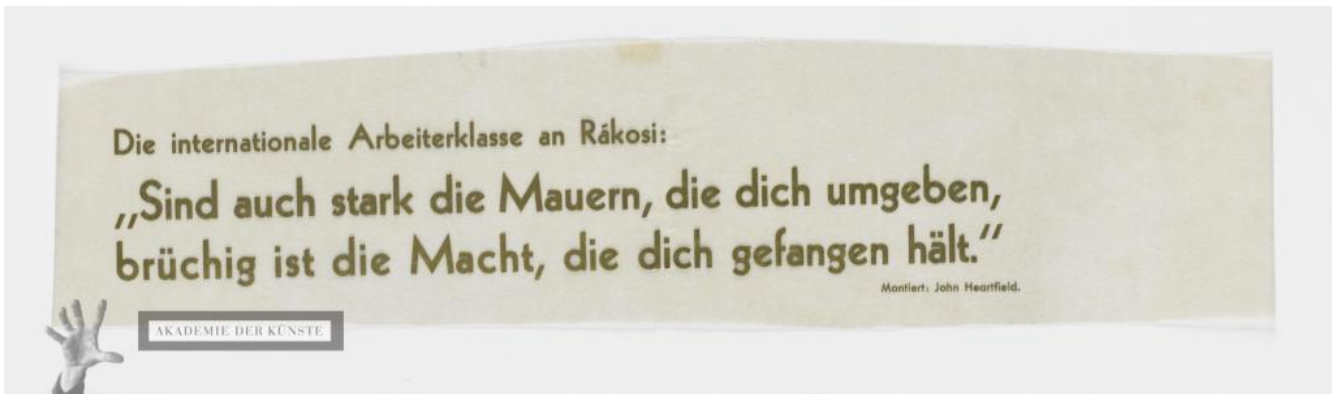 Die internationale Arbeiterklasse an Rákosi:
„Sind auch stark die Mauern, die dich umgeben,
brüchig ist die Macht, die dich gefangen hält.“
Montiert: John Heartfield.
AKADEMIE DER KÜNSTE